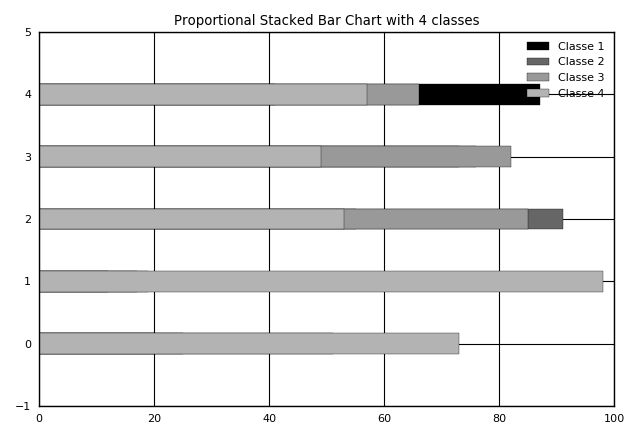 Proportional Stacked Bar Chart with 4 classes
5
4
3
2
1
0
−1
Classe 1
Classe 2
Classe 3
Classe 4
0 20 40 60 80 100